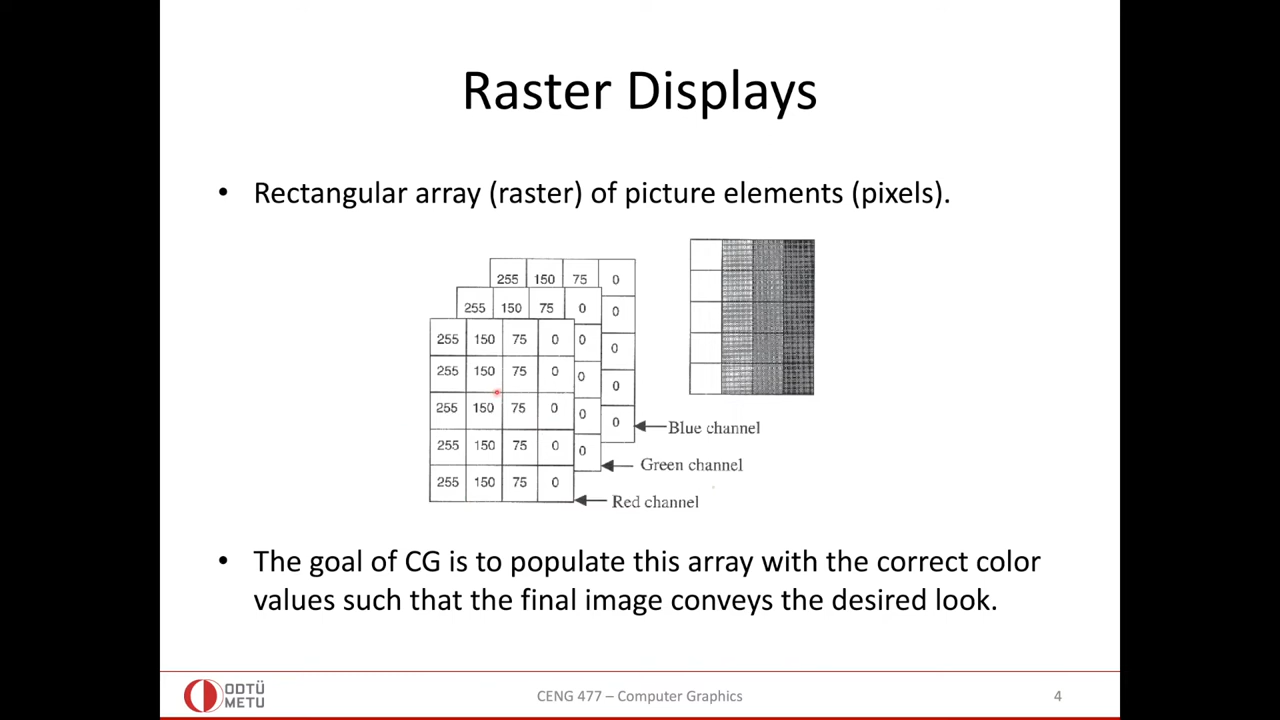 Raster Displays
• Rectangular array (raster) of picture elements (pixels).
255 150 75 0
255 150 75 0 0
255 150 75 0 0 0
255 150 75 0 0 0
255 150 75 0 0 0
Blue channel
255 150 75 0 0
Green channel
255 150 75 0
Red channel
• The goal of CG is to populate this array with the correct color
values such that the final image conveys the desired look.
ODTÜ
METU
CENG 477 – Computer Graphics
4